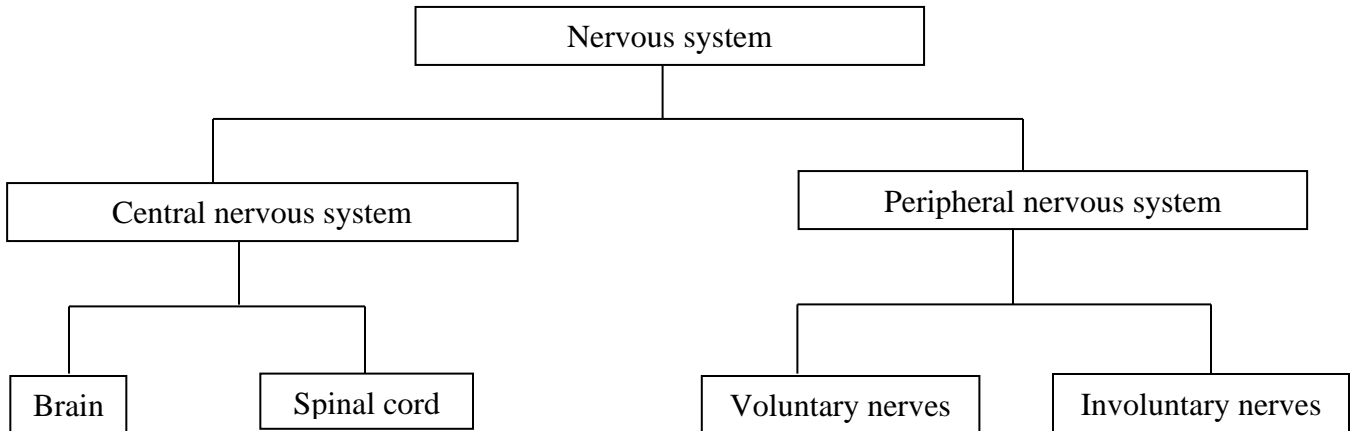 Nervous system
Central nervous system
Peripheral nervous system
Brain
Spinal cord
Voluntary nerves
Involuntary nerves